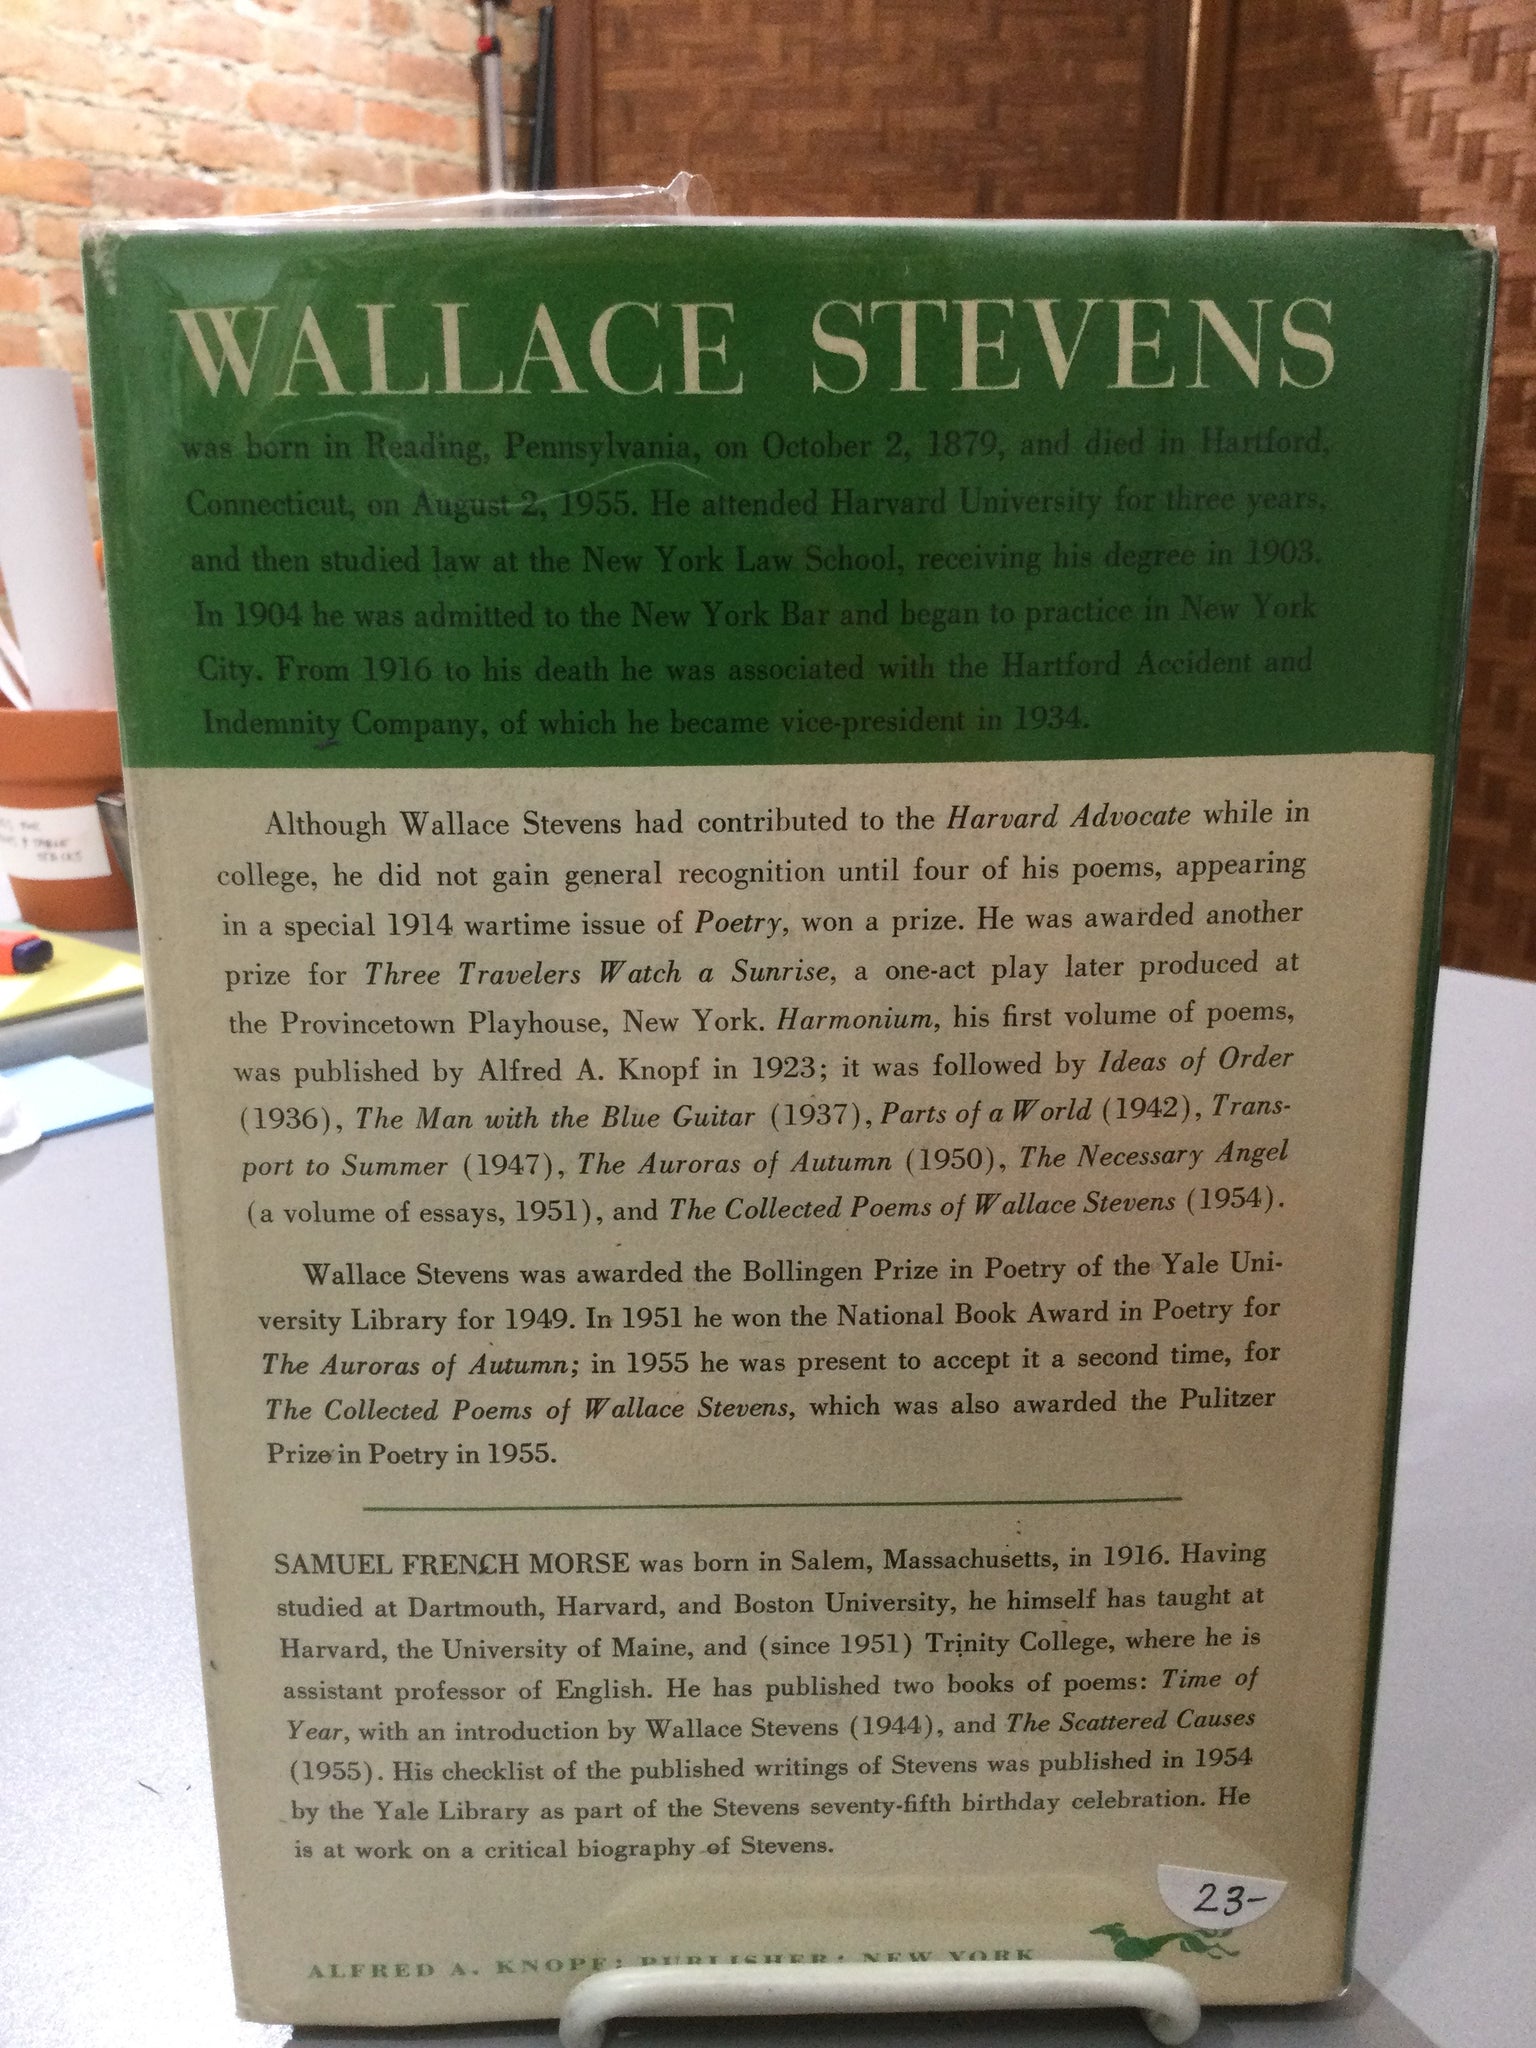 WALLACE STEVENS
was born in Reading, Pennsylvania, on October 2, 1879, and died in Hartford,
Connecticut, on August 2, 1955. He attended Harvard University for three years,
and then studied law at the New York Law School, receiving his degree in 1903.
In 1904 he was admitted to the New York Bar and began to practice in New York
City. From 1916 to his death he was associated with the Hartford Accident and
Indemnity Company, of which he became vice-president in 1934.
Although Wallace Stevens had contributed to the Harvard Advocate while in
college, he did not gain general recognition until four of his poems, appearing
in a special 1914 wartime issue of Poetry, won a prize. He was awarded another
prize for Three Travelers Watch a Sunrise, a one-act play later produced at
the Provincetown Playhouse, New York. Harmonium, his first volume of poems,
was published by Alfred A. Knopf in 1923; it was followed by Ideas of Order
(1936), The Man with the Blue Guitar (1937), Parts of a World (1942), Trans-
port to Summer (1947), The Auroras of Autumn (1950), The Necessary Angel
(a volume of essays, 1951), and The Collected Poems of Wallace Stevens (1954).
Wallace Stevens was awarded the Bollingen Prize in Poetry of the Yale Uni-
versity Library for 1949. In 1951 he won the National Book Award in Poetry for
The Auroras of Autumn; in 1955 he was present to accept it a second time, for
The Collected Poems of Wallace Stevens, which was also awarded the Pulitzer
Prize in Poetry in 1955.
SAMUEL FRENCH MORSE was born in Salem, Massachusetts, in 1916. Having
studied at Dartmouth, Harvard, and Boston University, he himself has taught at
Harvard, the University of Maine, and (since 1951) Trinity College, where he is
assistant professor of English. He has published two books of poems: Time of
Year, with an introduction by Wallace Stevens (1944), and The Scattered Causes
(1955). His checklist of the published writings of Stevens was published in 1954
by the Yale Library as part of the Stevens seventy-fifth birthday celebration. He
is at work on a critical biography of Stevens.
23-
ALFRED A. KNOPF: PUBLISHER: NEW YORK